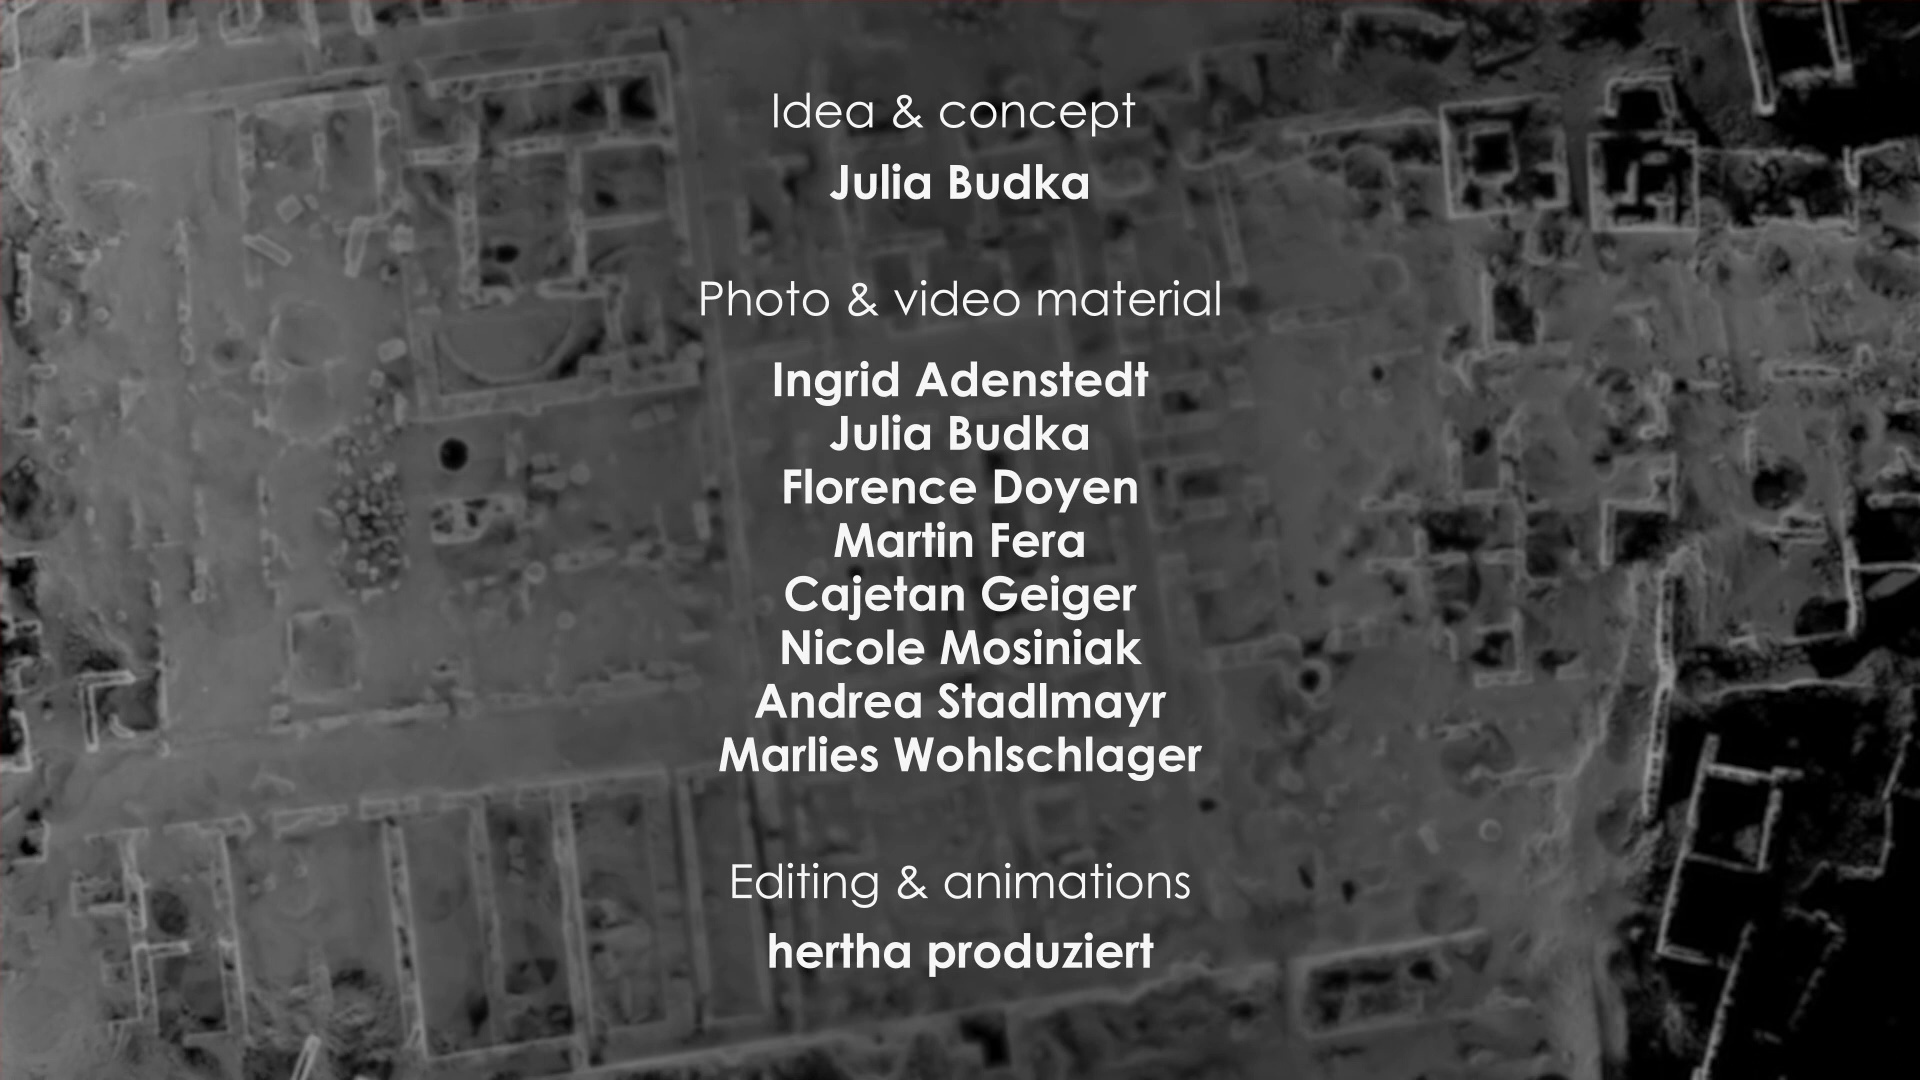 Idea & concept
Julia Budka
Photo & video material
Ingrid Adenstedt
Julia Budka
Florence Doyen
Martin Fera
Cajetan Geiger
Nicole Mosiniak
Andrea Stadlmayr
Marlies Wohlschlager
Editing & animations
hertha produziert